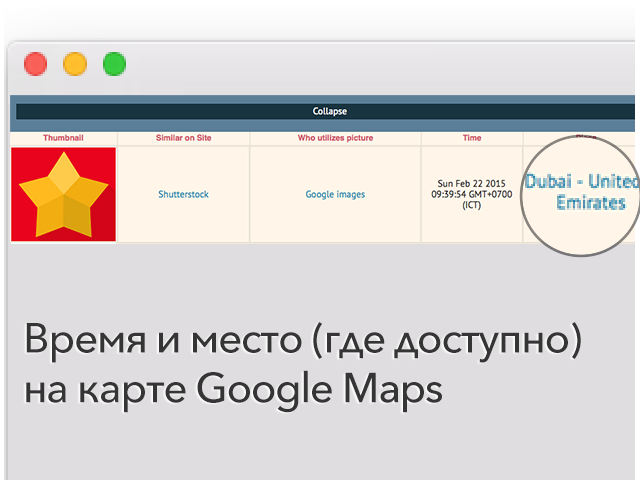 Collapse
Thumbnail Similar on Site Who utilizes picture Time
Shutterstock Google images Sun Feb 22 2015
09:39:54 GMT+0700
(ICT)
Dubai - United
Emirates
Время и место (где доступно)
на карте Google Maps